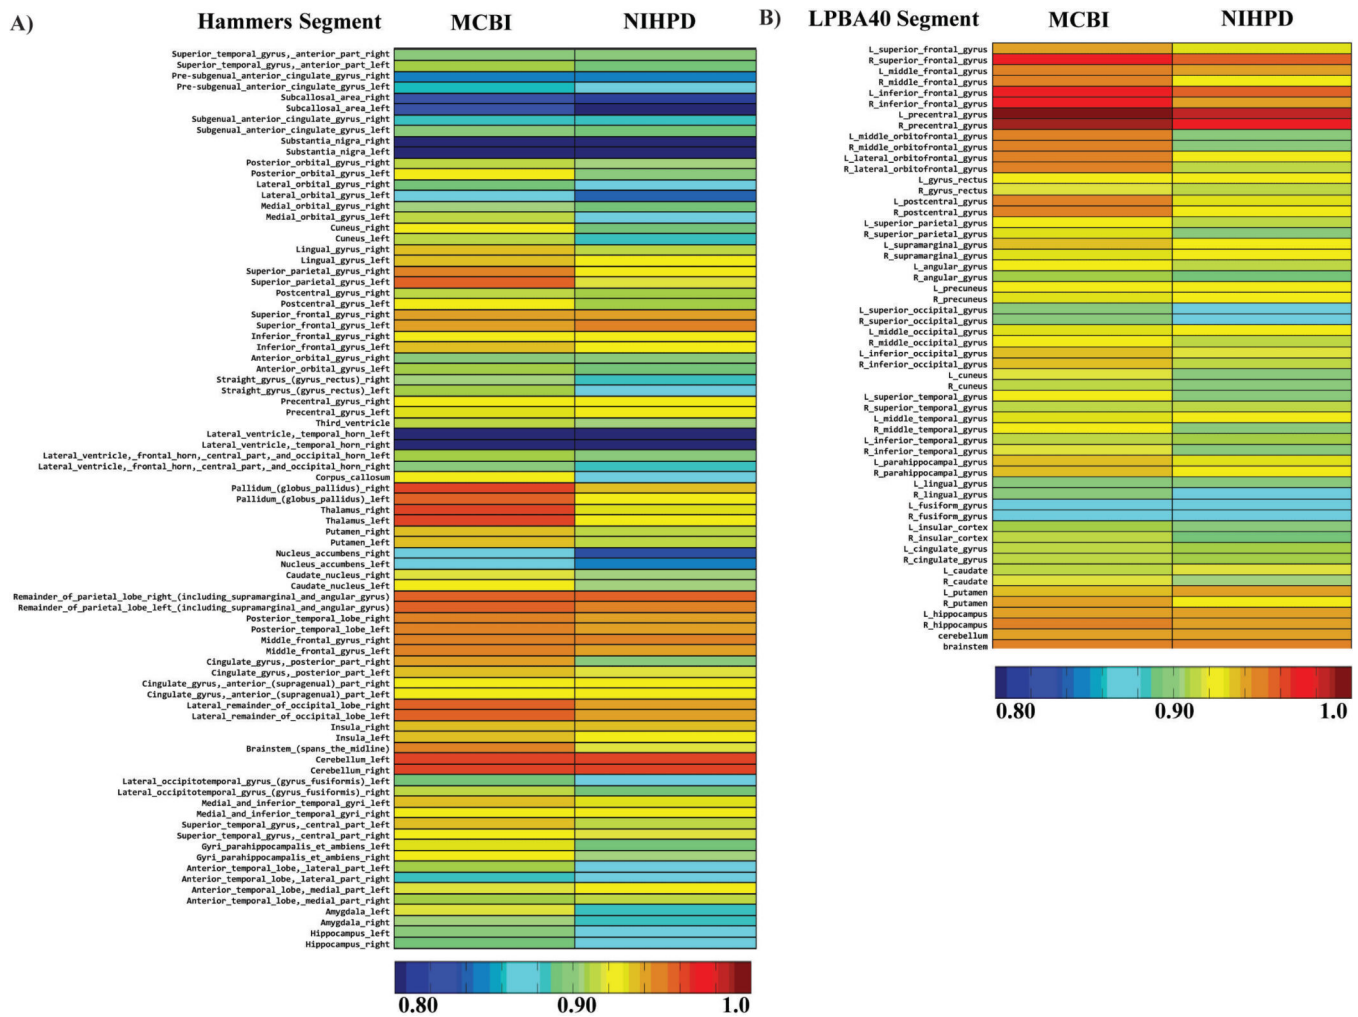 A)
Hammers Segment
MCBI
NIHPD
Superior_temporal_gyrus,_anterior_part_right
Superior_temporal_gyrus,_anterior_part_left
Pre-subgenual_anterior_cingulate_gyrus_right
Pre-subgenual_anterior_cingulate_gyrus_left
Subcallosal_area_right
Subcallosal_area_left
Subgenual_anterior_cingulate_gyrus_right
Subgenual_anterior_cingulate_gyrus_left
Substantia_nigra_right
Substantia_nigra_left
Posterior_orbital_gyrus_right
Posterior_orbital_gyrus_left
Lateral_orbital_gyrus_right
Lateral_orbital_gyrus_left
Medial_orbital_gyrus_right
Medial_orbital_gyrus_left
Cuneus_right
Cuneus_left
Lingual_gyrus_right
Lingual_gyrus_left
Superior_parietal_gyrus_right
Superior_parietal_gyrus_left
Postcentral_gyrus_right
Postcentral_gyrus_left
Superior_frontal_gyrus_right
Superior_frontal_gyrus_left
Inferior_frontal_gyrus_right
Inferior_frontal_gyrus_left
Anterior_orbital_gyrus_right
Anterior_orbital_gyrus_left
Straight_gyrus_(gyrus_rectus)_right
Straight_gyrus_(gyrus_rectus)_left
Precentral_gyrus_right
Precentral_gyrus_left
Third_ventricle
Lateral_ventricle,_temporal_horn_left
Lateral_ventricle,_temporal_horn_right
Lateral_ventricle,_frontal_horn,_central_part,_and_occipital_horn_left
Lateral_ventricle,_frontal_horn,_central_part,_and_occipital_horn_right
Corpus_callosum
Pallidum_(globus_pallidus)_right
Pallidum_(globus_pallidus)_left
Thalamus_right
Thalamus_left
Putamen_right
Putamen_left
Nucleus_accumbens_right
Nucleus_accumbens_left
Caudate_nucleus_right
Caudate_nucleus_left
Remainder_of_parietal_lobe_right_(including_supramarginal_and_angular_gyrus)
Remainder_of_parietal_lobe_left_(including_supramarginal_and_angular_gyrus)
Posterior_temporal_lobe_right
Posterior_temporal_lobe_left
Middle_frontal_gyrus_right
Middle_frontal_gyrus_left
Cingulate_gyrus,_posterior_part_right
Cingulate_gyrus,_posterior_part_left
Cingulate_gyrus,_anterior_(supragenual)_part_right
Cingulate_gyrus,_anterior_(supragenual)_part_left
Lateral_remainder_of_occipital_lobe_right
Lateral_remainder_of_occipital_lobe_left
Insula_right
Insula_left
Brainstem_(spans_the_midline)
Cerebellum_left
Cerebellum_right
Lateral_occipitotemporal_gyrus_(gyrus_fusiformis)_left
Lateral_occipitotemporal_gyrus_(gyrus_fusiformis)_right
Medial_and_inferior_temporal_gyri_left
Medial_and_inferior_temporal_gyri_right
Superior_temporal_gyrus,_central_part_left
Superior_temporal_gyrus,_central_part_right
Gyri_parahippocampalis_et_ambiens_left
Gyri_parahippocampalis_et_ambiens_right
Anterior_temporal_lobe,_lateral_part_left
Anterior_temporal_lobe,_lateral_part_right
Anterior_temporal_lobe,_medial_part_left
Anterior_temporal_lobe,_medial_part_right
Amygdala_left
Amygdala_right
Hippocampus_left
Hippocampus_right
0.80
0.90
1.0
B)
LPBA40 Segment
MCBI
NIHPD
L_superior_frontal_gyrus
R_superior_frontal_gyrus
L_middle_frontal_gyrus
R_middle_frontal_gyrus
L_inferior_frontal_gyrus
R_inferior_frontal_gyrus
L_precentral_gyrus
R_precentral_gyrus
L_middle_orbitofrontal_gyrus
R_middle_orbitofrontal_gyrus
L_lateral_orbitofrontal_gyrus
R_lateral_orbitofrontal_gyrus
L_gyrus_rectus
R_gyrus_rectus
L_postcentral_gyrus
R_postcentral_gyrus
L_superior_parietal_gyrus
R_superior_parietal_gyrus
L_supramarginal_gyrus
R_supramarginal_gyrus
L_angular_gyrus
R_angular_gyrus
L_precuneus
R_precuneus
L_superior_occipital_gyrus
R_superior_occipital_gyrus
L_middle_occipital_gyrus
R_middle_occipital_gyrus
L_inferior_occipital_gyrus
R_inferior_occipital_gyrus
L_cuneus
R_cuneus
L_superior_temporal_gyrus
R_superior_temporal_gyrus
L_middle_temporal_gyrus
R_middle_temporal_gyrus
L_inferior_temporal_gyrus
R_inferior_temporal_gyrus
L_parahippocampal_gyrus
R_parahippocampal_gyrus
L_lingual_gyrus
R_lingual_gyrus
L_fusiform_gyrus
R_fusiform_gyrus
L_insular_cortex
R_insular_cortex
L_cingulate_gyrus
R_cingulate_gyrus
L_caudate
R_caudate
L_putamen
R_putamen
L_hippocampus
R_hippocampus
cerebellum
brainstem
0.80
0.90
1.0